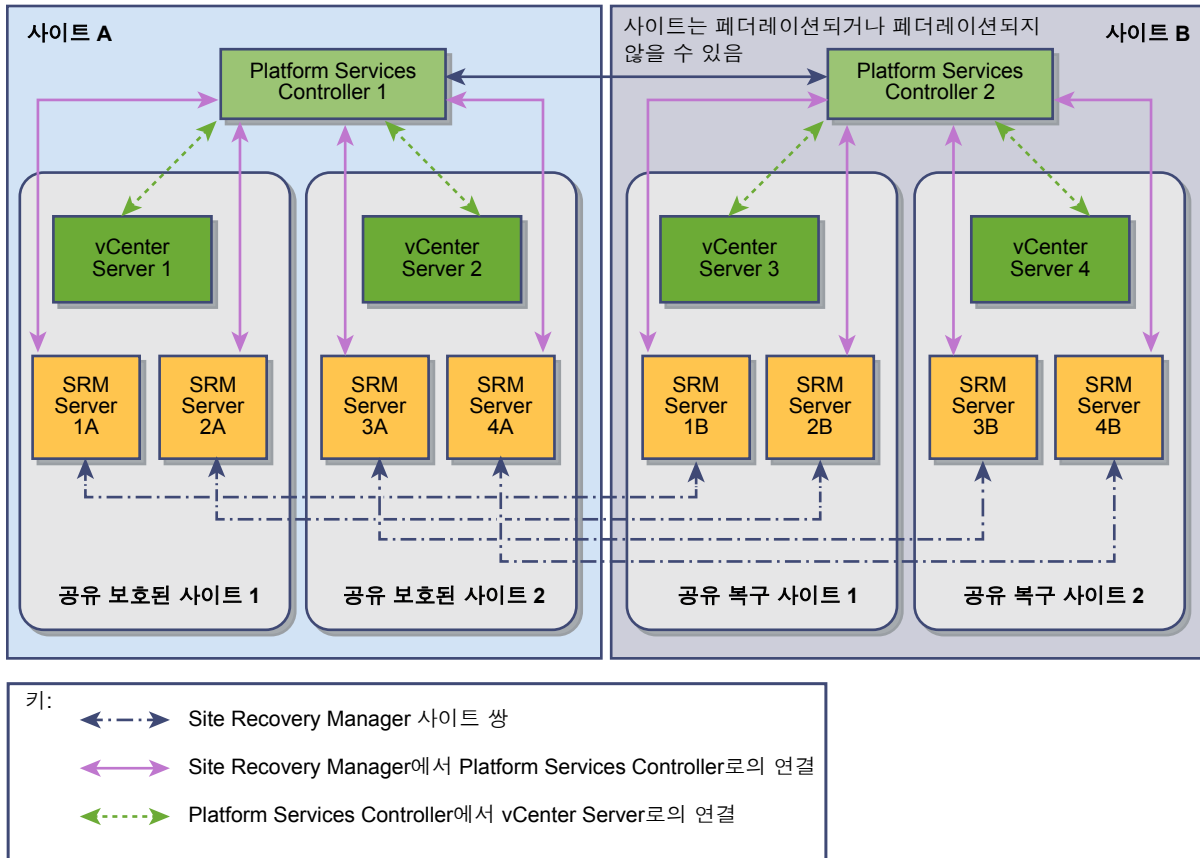 사이트 A
사이트는 페더레이션되거나 페더레이션되지
않을 수 있음
사이트 B
Platform Services
Controller 1
Platform Services
Controller 2
vCenter
Server 1
vCenter
Server 2
vCenter
Server 3
vCenter
Server 4
SRM
Server
1A
SRM
Server
2A
SRM
Server
3A
SRM
Server
4A
SRM
Server
1B
SRM
Server
2B
SRM
Server
3B
SRM
Server
4B
공유 보호된 사이트 1
공유 보호된 사이트 2
공유 복구 사이트 1
공유 복구 사이트 2
키:
Site Recovery Manager 사이트 쌍
Site Recovery Manager에서 Platform Services Controller로의 연결
Platform Services Controller에서 vCenter Server로의 연결